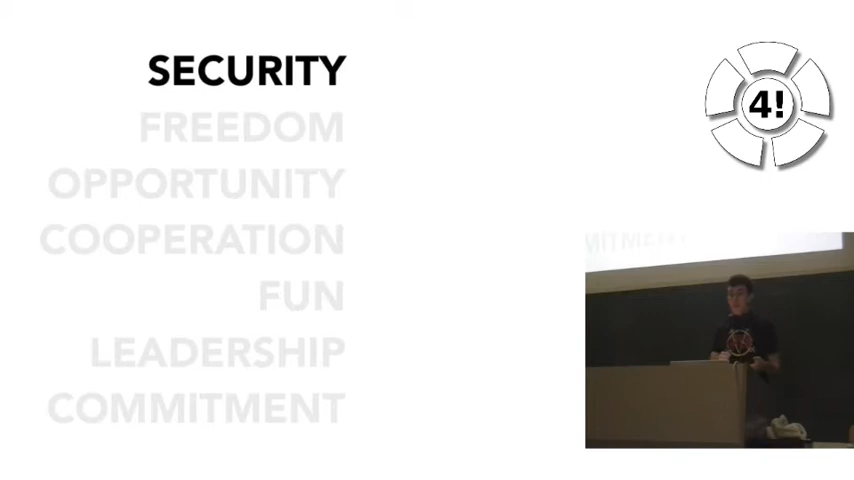 SECURITY
FREEDOM
OPPORTUNITY
COOPERATION
FUN
LEADERSHIP
COMMITMENT
4!